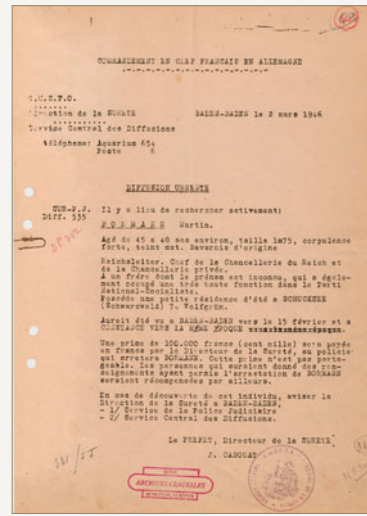 COMMANDEMENT EN CHEF FRANCAIS EN ALLEMAGNE
Direction de la SURETE BADEN-BADEN le 2 mars 1946
Service Central des Diffusions
téléphone: Aquarium 654
Poste 6
DIFFUSION URGENTE
SUR-P.J. Il y a lieu de rechercher activement:
Diff. 535
BORMANN Martin.
Agé de 45 à 48 ans environ, taille 1m75, corpulence
forte, teint mat. Bavarois d'origine
Reichsleiter. Chef de la Chancellerie du Reich et
de la Chancellerie privée.
A un frère dont le prénom est inconnu, qui a égale-
ment occupé une très haute fonction dans le Parti
National-Socialiste.
Possède une petite résidence d'été à
(Schwarzwald) 7. Wolfgrün.
Aurait été vu à BADEN-BADEN vers le 15 février et à
CONSTANCE VERS LA MÊME ÉPOQUE
Une prime de 100.000 francs (cent mille) sera payée
en france par le Directeur de la Sureté, au policier
qui arretera BORMANN. Cette prise n'est pas parta-
geable. Les personnes qui auraient donné des ren-
seignements ayant permis l'arrestation de BORMANN
seraient récompensées par ailleurs.
En cas de découverte de cet individu, aviser la
Direction de la Sureté à BADEN-BADEN,
- 1/ Service de la Police Judiciaire
- 2/ Service Central des Diffusions.
Le PREFET, Directeur de la SURETE
P. CABOUAT
ARCHIVES CENTRALES